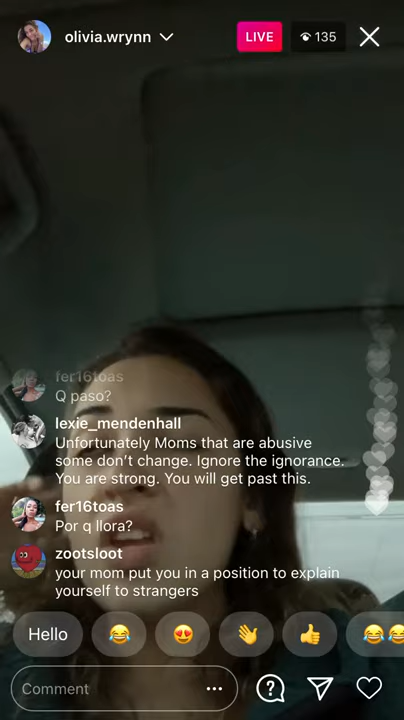 olivia.wrynn
LIVE
135
fer16toas
Q paso?
lexie_mendenhall
Unfortunately Moms that are abusive
some don't change. Ignore the ignorance.
You are strong. You will get past this.
fer16toas
Por q llora?
zootsloot
your mom put you in a position to explain
yourself to strangers
Hello
Comment